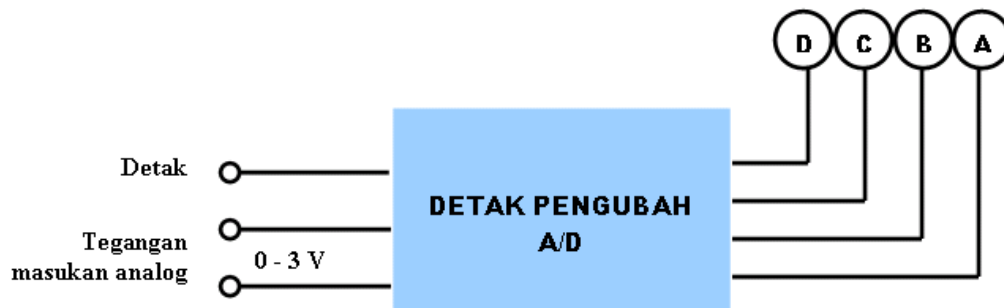 D C B A
Detak
DETAK PENGUBAH
A/D
Tegangan
masukan analog
0 - 3 V